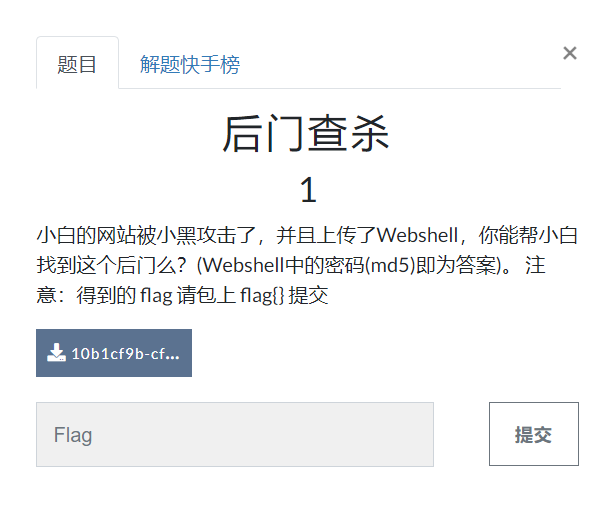 题目 解题快手榜 ×
后门查杀
1
小白的网站被小黑攻击了，并且上传了Webshell，你能帮小白
找到这个后门么？(Webshell中的密码(md5)即为答案)。 注
意：得到的 flag 请包上 flag{} 提交
10b1cf9b-cf...
Flag 提交